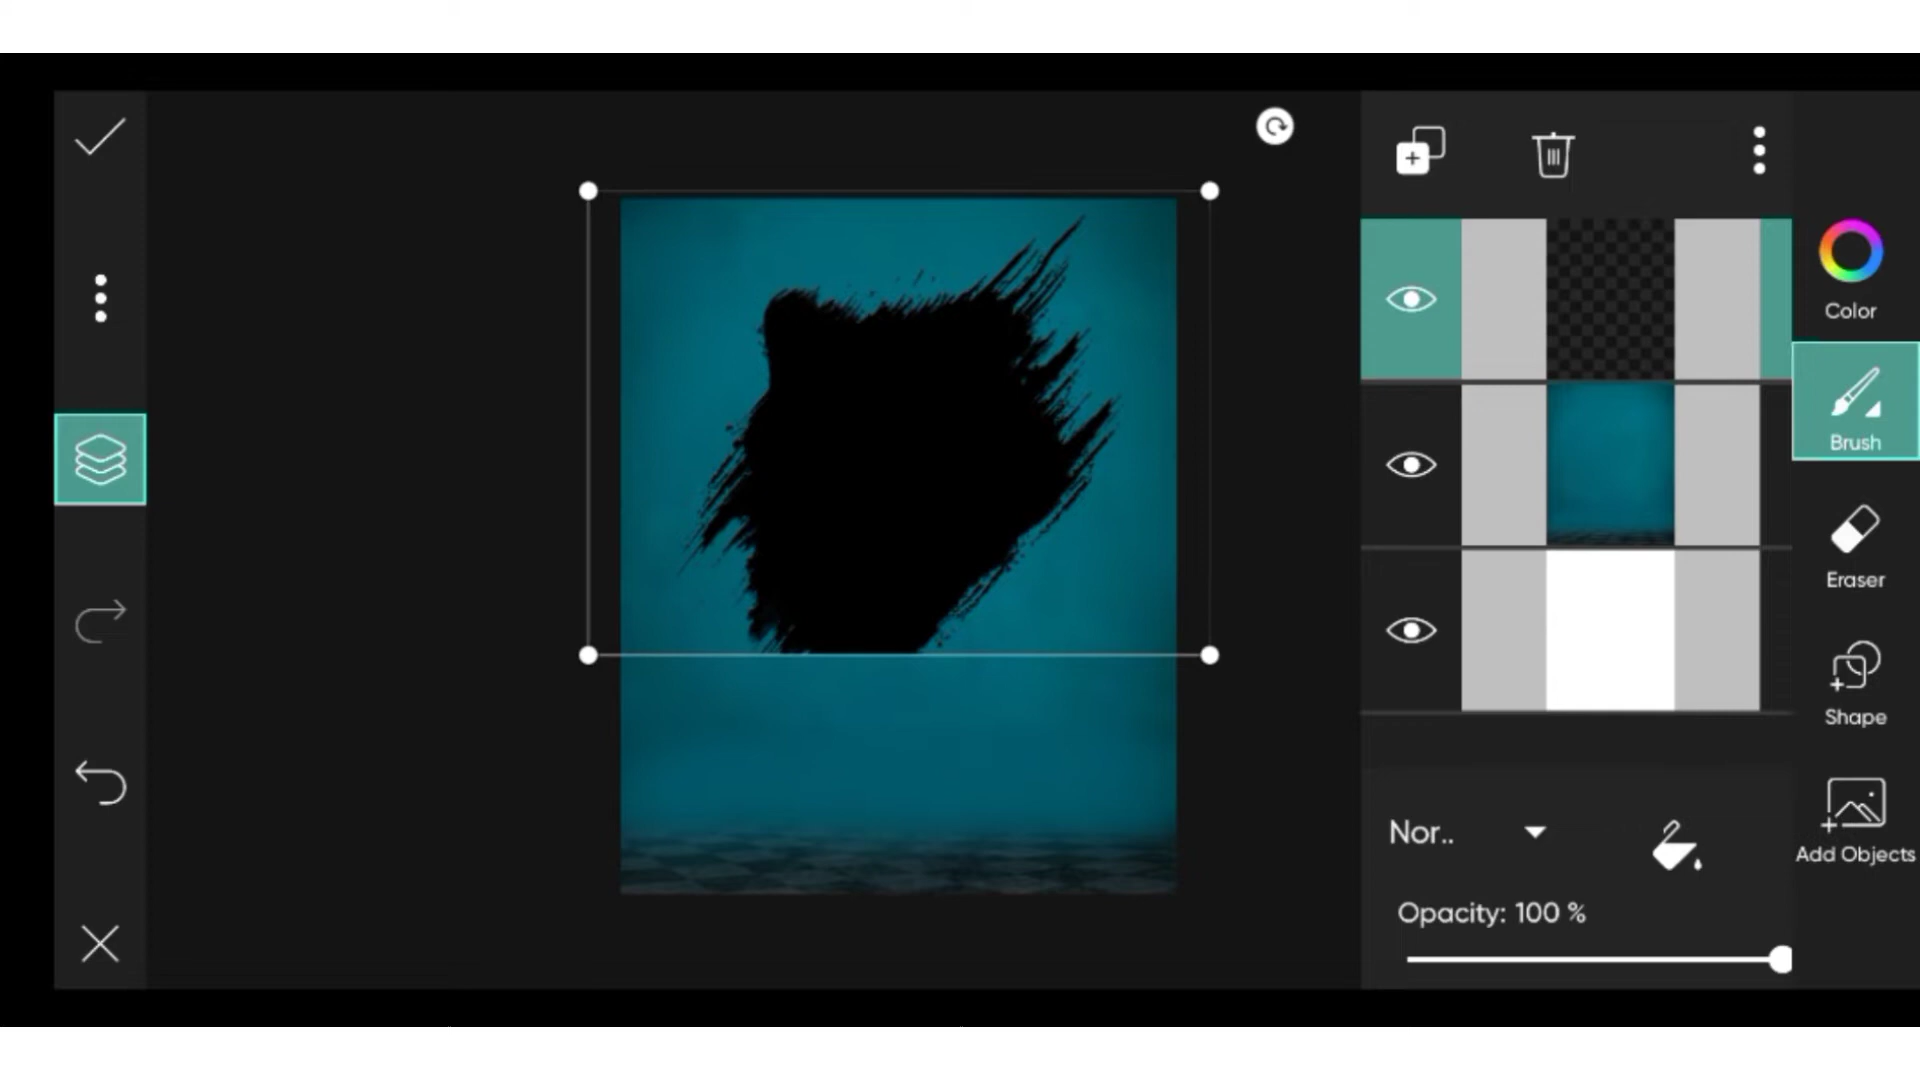 Color
Brush
Eraser
Shape
Add Objects
Nor..
Opacity: 100 %